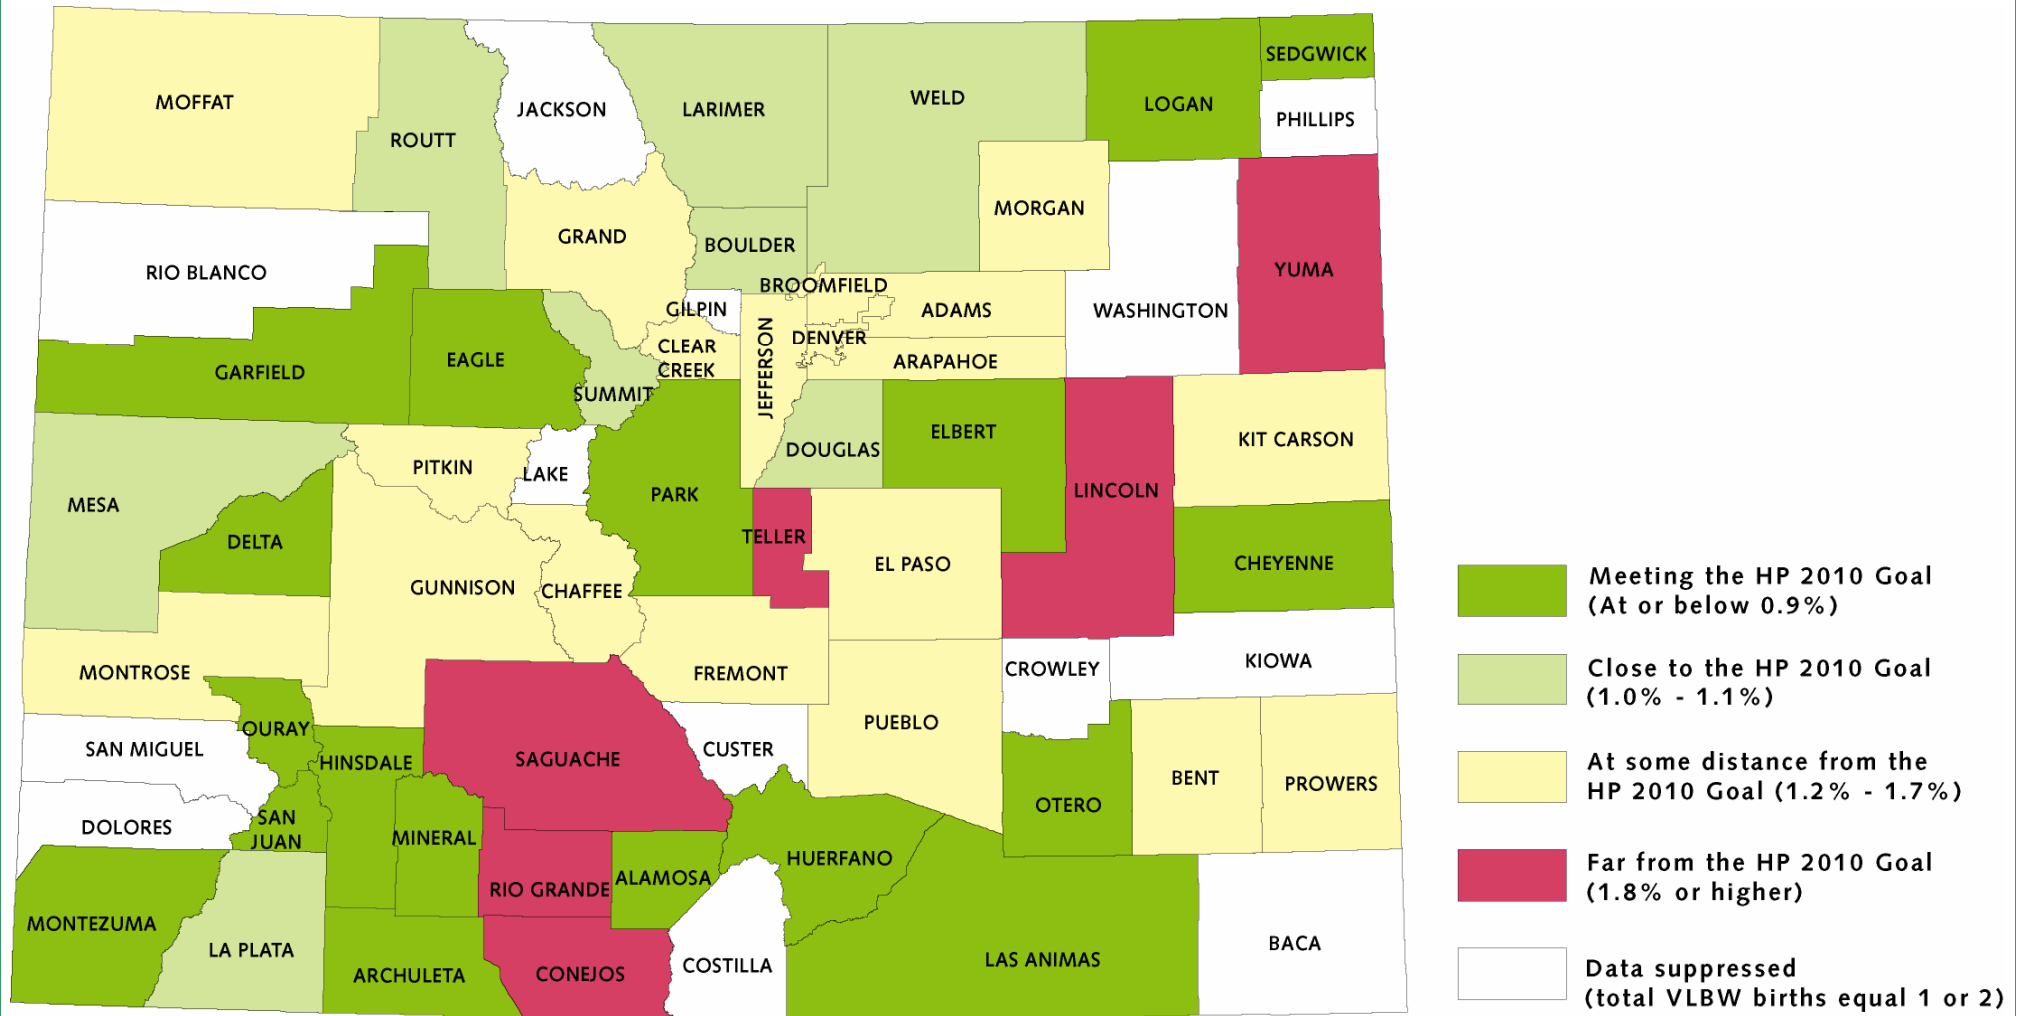 SEDGWICK
MOFFAT
JACKSON
LARIMER
WELD
LOGAN
PHILLIPS
ROUTT
MORGAN
GRAND
BOULDER
YUMA
RIO BLANCO
BROOMFIELD
GILPIN
ADAMS
WASHINGTON
DENVER
CLEAR
CREEK
JEFFERSON
ARAPAHOE
GARFIELD
EAGLE
SUMMIT
ELBERT
KIT CARSON
DOUGLAS
PITKIN
LAKE
PARK
LINCOLN
MESA
DELTA
TELLER
EL PASO
CHEYENNE
GUNNISON
CHAFFEE
MONTROSE
FREMONT
CROWLEY
KIOWA
OURAY
PUEBLO
SAN MIGUEL
HINSDALE
SAGUACHE
CUSTER
BENT
PROWERS
OTERO
DOLORES
SAN
JUAN
MINERAL
RIO GRANDE
ALAMOSA
HUERFANO
MONTEZUMA
LA PLATA
ARCHULETA
CONEJOS
COSTILLA
LAS ANIMAS
BACA
Meeting the HP 2010 Goal
(At or below 0.9%)
Close to the HP 2010 Goal
(1.0% - 1.1%)
At some distance from the
HP 2010 Goal (1.2% - 1.7%)
Far from the HP 2010 Goal
(1.8% or higher)
Data suppressed
(total VLBW births equal 1 or 2)